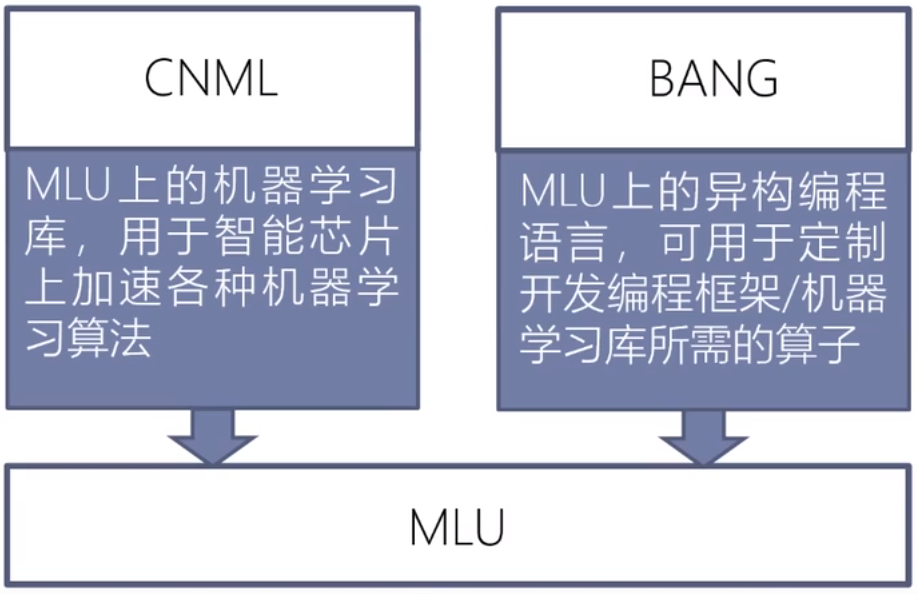 CNML
MLU上的机器学习
库，用于智能芯片
上加速各种机器学
习算法
BANG
MLU上的异构编程
语言，可用于定制
开发编程框架/机器
学习库所需的算子
MLU